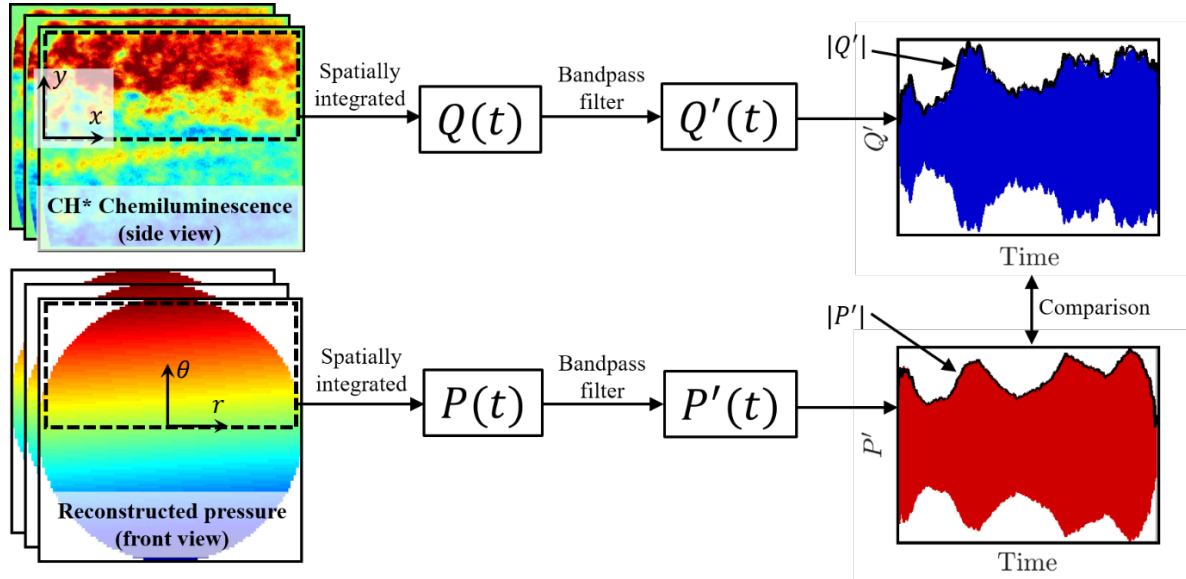 y
x
CH* Chemiluminescence
(side view)
Spatially
integrated
Q(t)
Bandpass
filter
Q′(t)
|Q′|
Q′
Time
Comparison
θ
r
Reconstructed pressure
(front view)
Spatially
integrated
P(t)
Bandpass
filter
P′(t)
|P′|
P′
Time